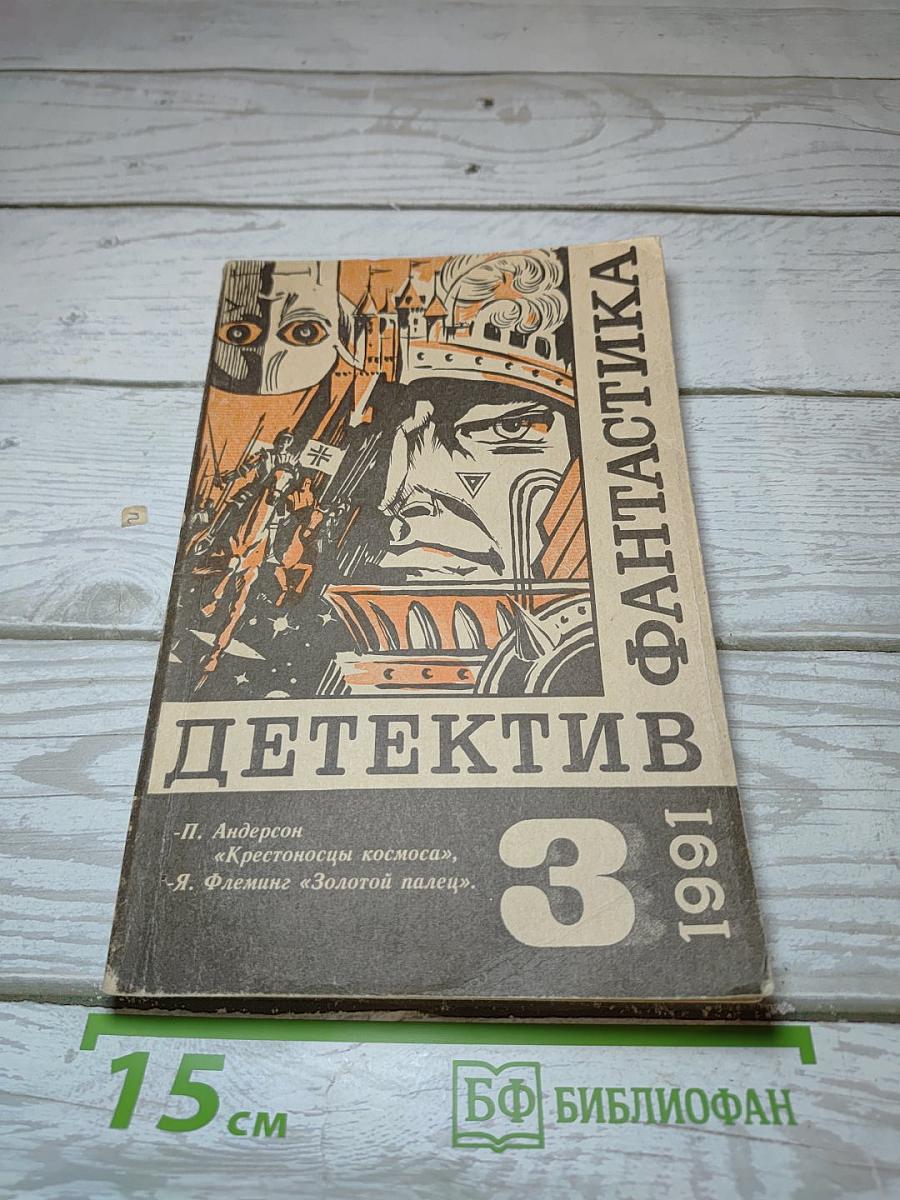 ФАНТАСТИКА
ДЕТЕКТИВ
-П. Андерсон
«Крестоносцы космоса»,
-Я. Флеминг «Золотой палец».
3
1991
15 см
БФ БИБЛИОФАН